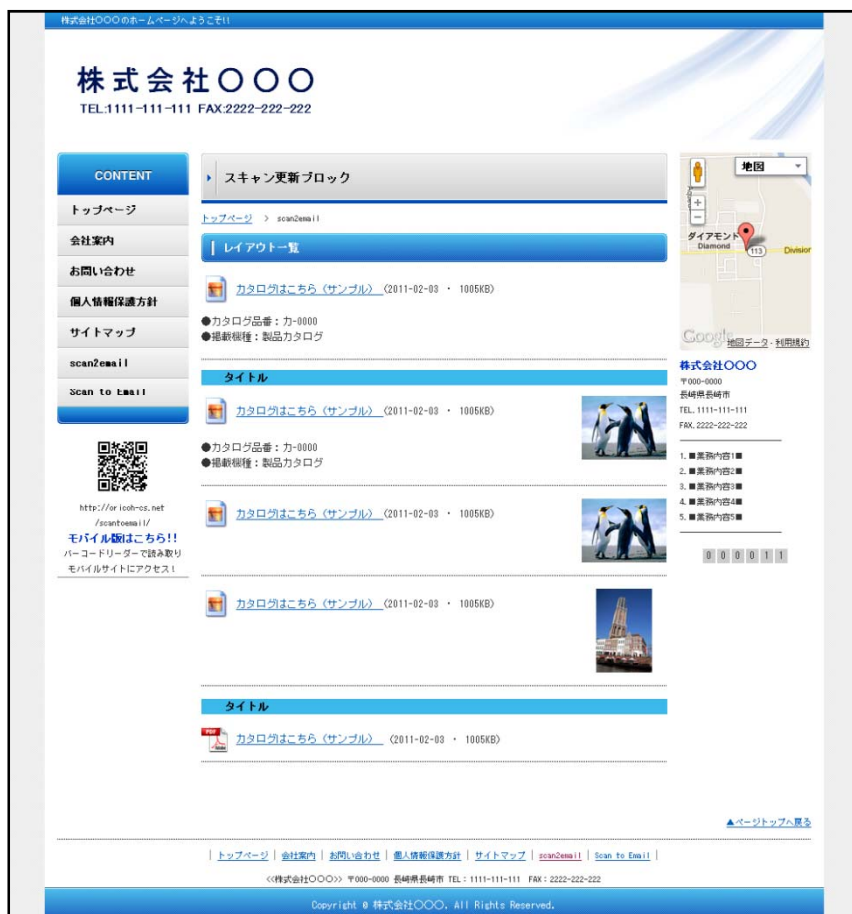 株式会社〇〇〇のホームページへようこそ!!
株式会社〇〇〇
TEL:1111-111-111 FAX:2222-222-222
CONTENT
トップページ
会社案内
お問い合わせ
個人情報保護方針
サイトマップ
scan2email
Scan to Email
http://oricoh-cs.net
/scantoemail/
モバイル版はこちら!!
バーコードリーダーで読み取り
モバイルサイトにアクセス!
スキャン更新ブロック
トップページ > scan2email
レイアウト一覧
カタログはこちら(サンプル) (2011-02-03 ・ 1005KB)
●カタログ品番:カ-0000
●掲載機種:製品カタログ
タイトル
カタログはこちら(サンプル) (2011-02-03 ・ 1005KB)
●カタログ品番:カ-0000
●掲載機種:製品カタログ
カタログはこちら(サンプル) (2011-02-03 ・ 1005KB)
カタログはこちら(サンプル) (2011-02-03 ・ 1005KB)
タイトル
PDF
カタログはこちら(サンプル) (2011-02-03 ・ 1005KB)
地図
ダイアモンド
Diamond
113
Division
Google
地図データ - 利用規約
株式会社〇〇〇
〒000-0000
長崎県長崎市
TEL. 1111-111-111
FAX. 2222-222-222
1. ■業務内容1■
2. ■業務内容2■
3. ■業務内容3■
4. ■業務内容4■
5. ■業務内容5■
0 0 0 0 1 1
▲ページトップへ戻る
| トップページ | 会社案内 | お問い合わせ | 個人情報保護方針 | サイトマップ | scan2email | Scan to Email |
<<株式会社〇〇〇>> 〒000-0000 長崎県長崎市 TEL:1111-111-111 FAX:2222-222-222
Copyright @ 株式会社〇〇〇. All Rights Reserved.